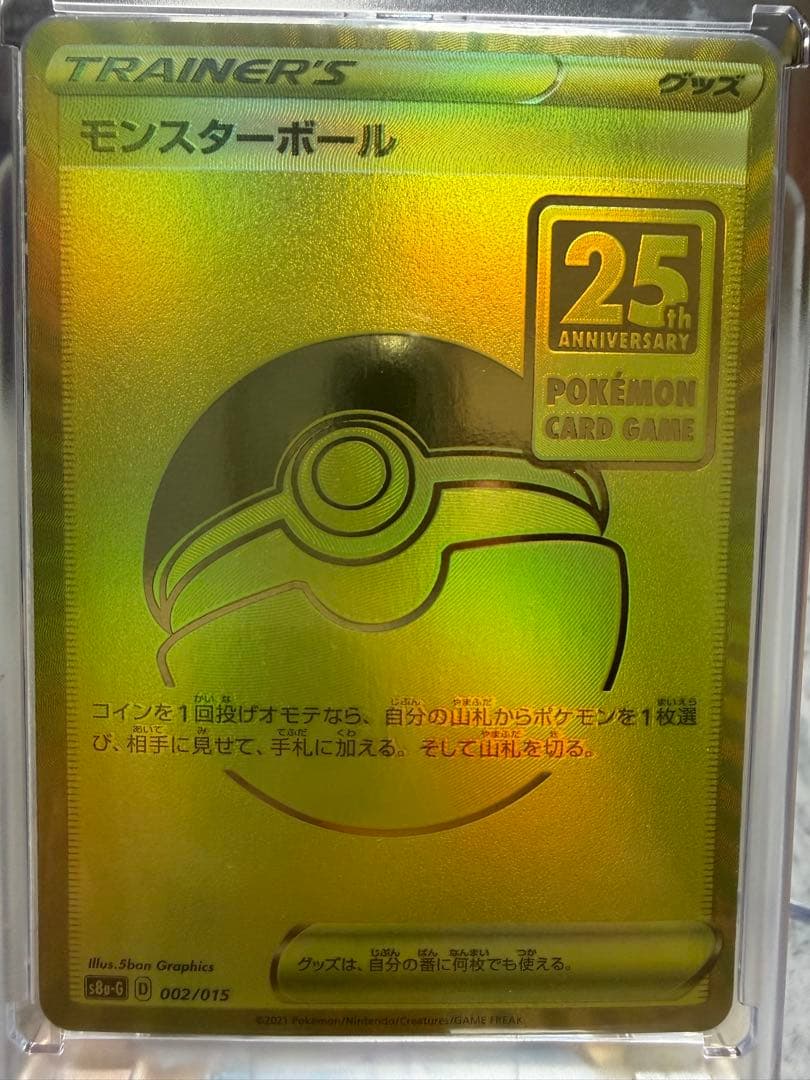 TRAINER'S グッズ
モンスターボール
25th
ANNIVERSARY
POKÉMON
CARD GAME
コインを1回投げオモテなら、自分の山札からポケモンを1枚選
び、相手に見せて、手札に加える。そして山札を切る。
Illus.5ban Graphics
グッズは、自分の番に何枚でも使える。
s8a-G D 002/015
©2021 Pokémon/Nintendo/Creatures/GAME FREAK